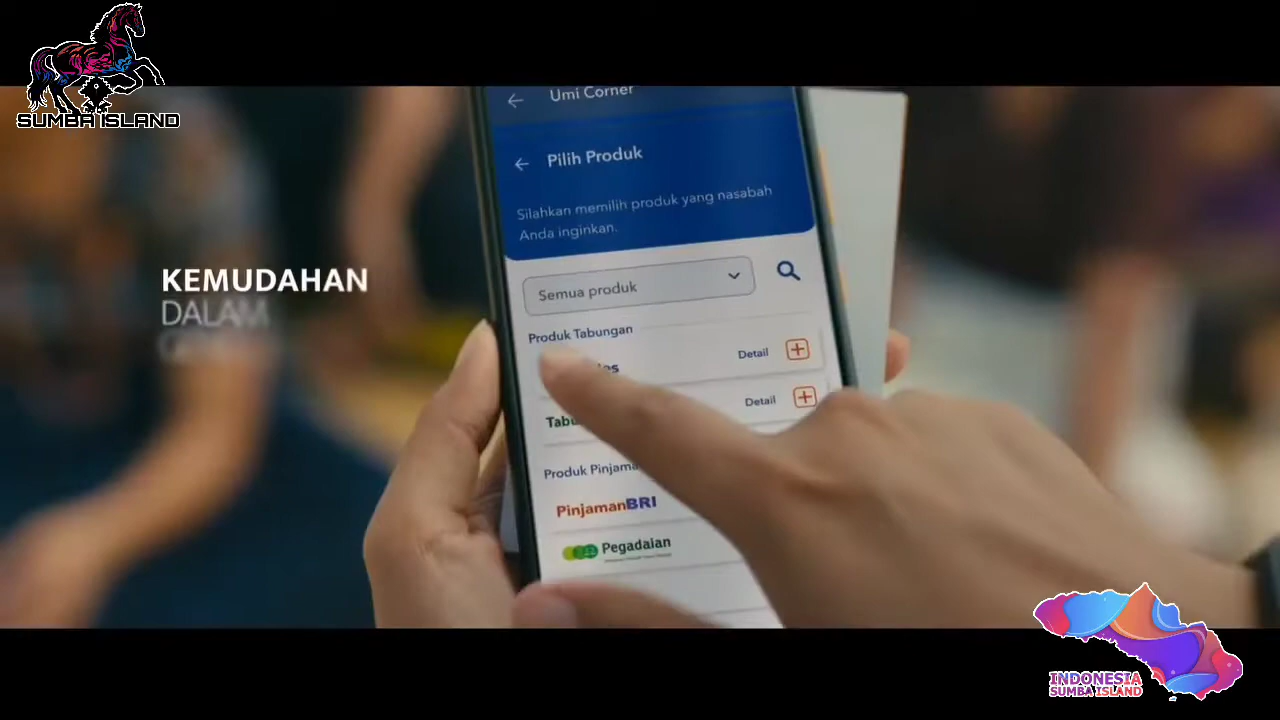 SUMBA ISLAND
Umi Corner
Pilih Produk
Silahkan memilih produk yang nasabah
Anda inginkan.
KEMUDAHAN
DALAM
Semua produk
Produk Tabungan
Detail
Detail
Produk
PinjamanBRI
Pegadaian
INDONESIA
SUMBA ISLAND